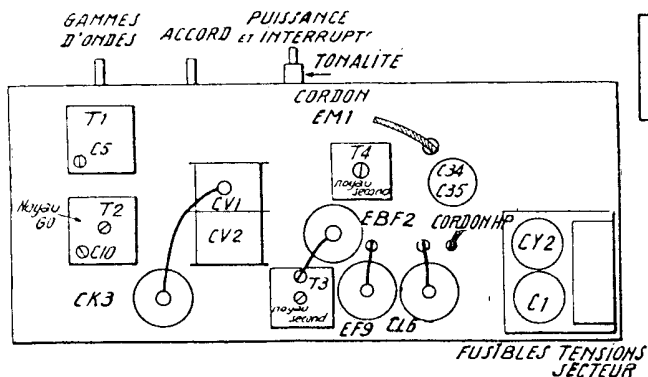 GAMMES
D'ONDES
ACCORD
PUISSANCE
ET INTERRUPT'
TONALITÉ
CORDON
EM1
T1
C5
T4
noyau
second
C34
C35
Noyau
GO
T2
C10
CV1
CV2
EBF2
CORDON HP
CY2
C1
CK3
T3
noyau
second
EF9
CL6
FUSIBLES TENSIONS
SECTEUR